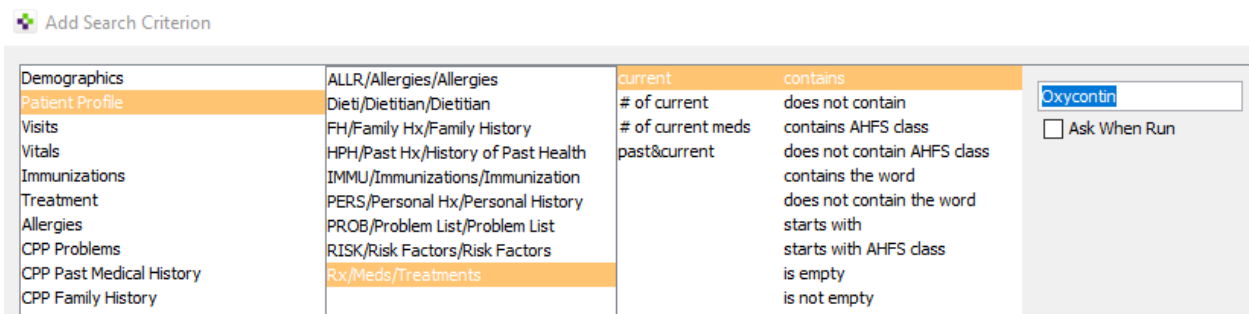 Add Search Criterion
Demographics
Patient Profile
Visits
Vitals
Immunizations
Treatment
Allergies
CPP Problems
CPP Past Medical History
CPP Family History
ALLR/Allergies/Allergies
Dieti/Dietitian/Dietitian
FH/Family Hx/Family History
HPH/Past Hx/History of Past Health
IMMU/Immunizations/Immunization
PERS/Personal Hx/Personal History
PROB/Problem List/Problem List
RISK/Risk Factors/Risk Factors
Rx/Meds/Treatments
current
# of current
# of current meds
past&current
contains
does not contain
contains AHFS class
does not contain AHFS class
contains the word
does not contain the word
starts with
starts with AHFS class
is empty
is not empty
Oxycontin
Ask When Run